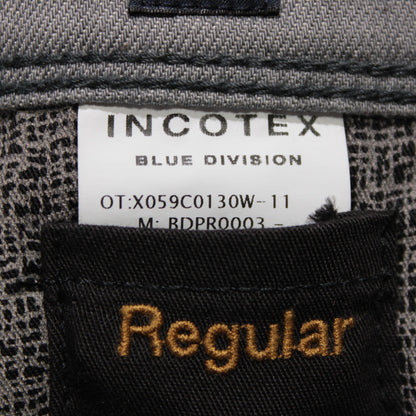 INCOTEX
BLUE DIVISION
OT:X059C0130W-11
M: BDPR0003 -
Regular